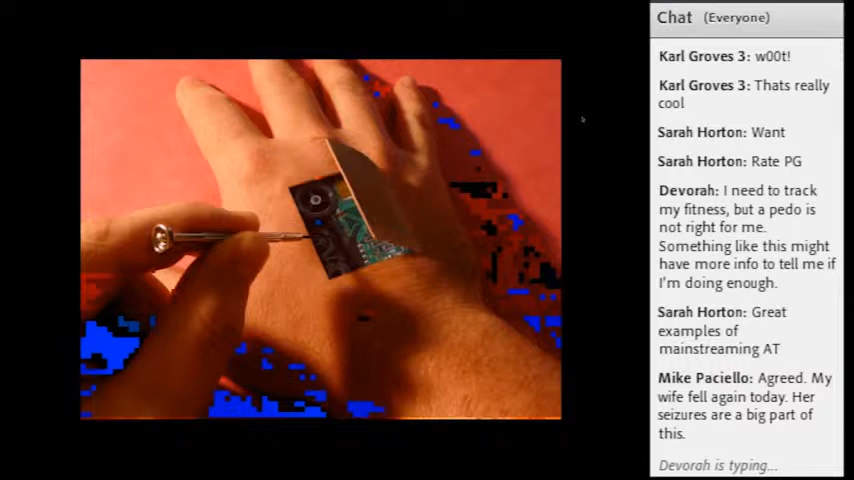 Chat (Everyone)
Karl Groves 3: w00t!
Karl Groves 3: Thats really
cool
Sarah Horton: Want
Sarah Horton: Rate PG
Devorah: I need to track
my fitness, but a pedo is
not right for me.
Something like this might
have more info to tell me if
I'm doing enough.
Sarah Horton: Great
examples of
mainstreaming AT
Mike Paciello: Agreed. My
wife fell again today. Her
seizures are a big part of
this.
Devorah is typing...